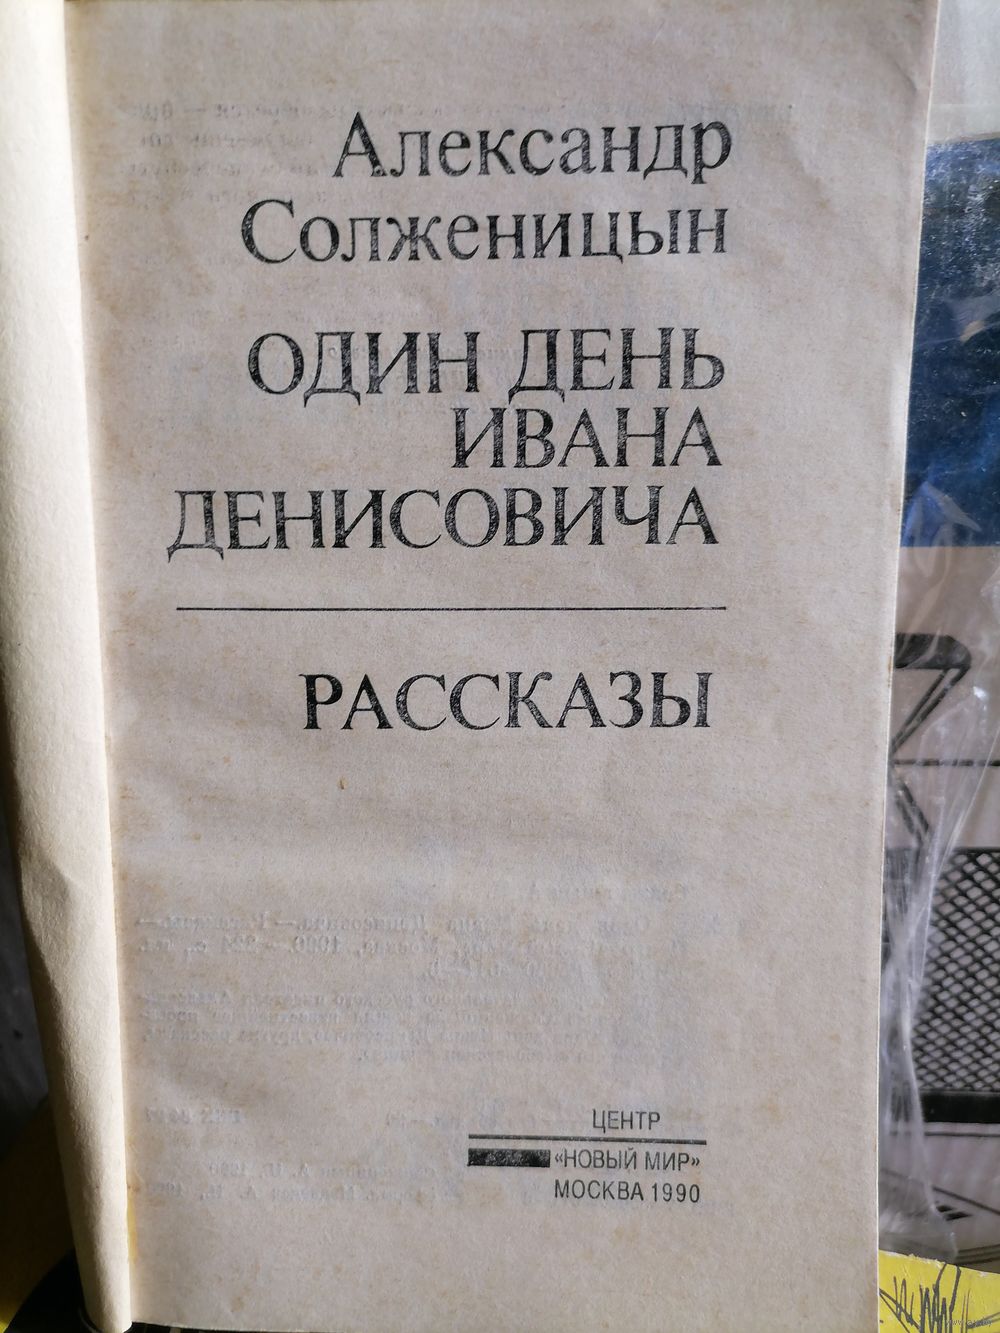 Александр
Солженицын
ОДИН ДЕНЬ
ИВАНА
ДЕНИСОВИЧА
РАССКАЗЫ
ЦЕНТР
«НОВЫЙ МИР»
МОСКВА 1990